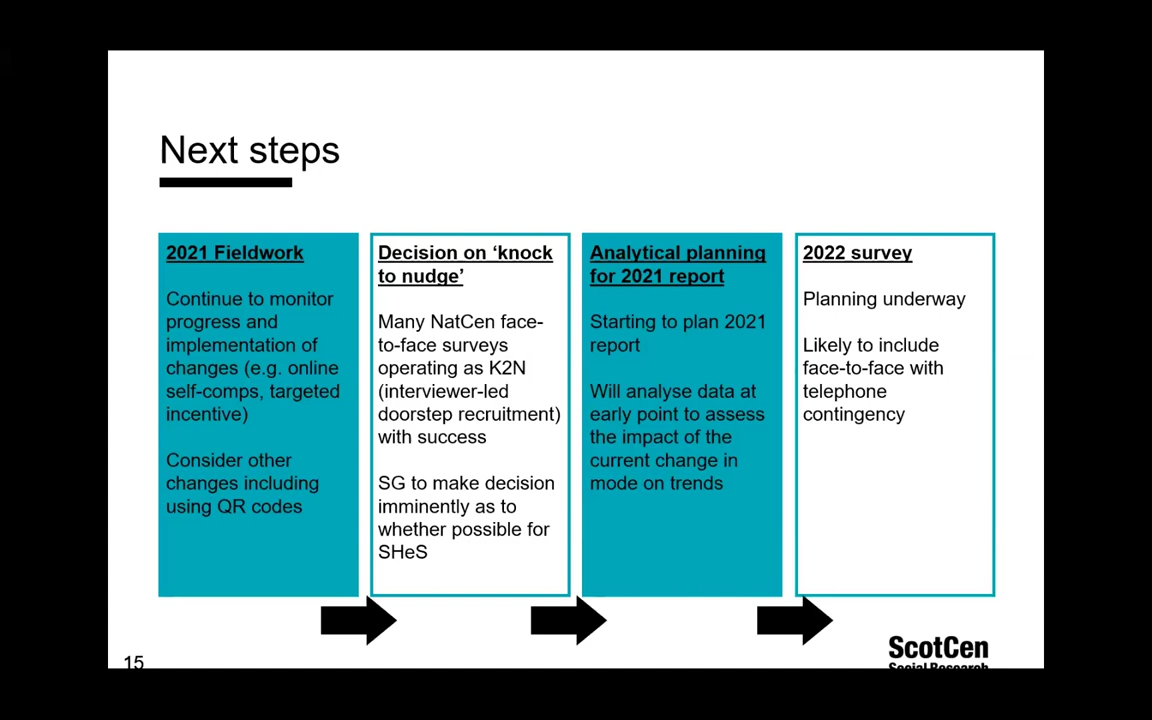 Next steps
2021 Fieldwork
Continue to monitor
progress and
implementation of
changes (e.g. online
self-comps, targeted
incentive)
Consider other
changes including
using QR codes
Decision on ‘knock
to nudge’
Many NatCen face-
to-face surveys
operating as K2N
(interviewer-led
doorstep recruitment)
with success
SG to make decision
imminently as to
whether possible for
SHeS
Analytical planning
for 2021 report
Starting to plan 2021
report
Will analyse data at
early point to assess
the impact of the
current change in
mode on trends
2022 survey
Planning underway
Likely to include
face-to-face with
telephone
contingency
15
ScotCen
Social Research